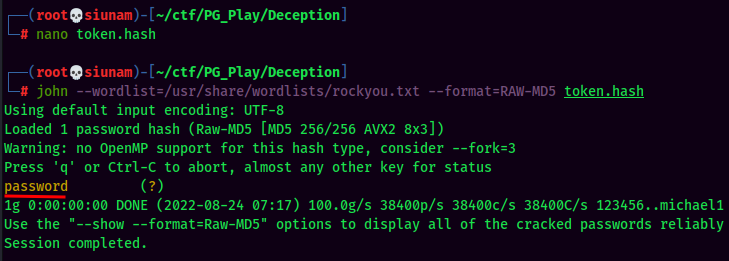 ┌──(root💀siunam)-[~/ctf/PG_Play/Deception]
└─# nano token.hash
┌──(root💀siunam)-[~/ctf/PG_Play/Deception]
└─# john --wordlist=/usr/share/wordlists/rockyou.txt --format=RAW-MD5 token.hash
Using default input encoding: UTF-8
Loaded 1 password hash (Raw-MD5 [MD5 256/256 AVX2 8x3])
Warning: no OpenMP support for this hash type, consider --fork=3
Press 'q' or Ctrl-C to abort, almost any other key for status
password         (?)
1g 0:00:00:00 DONE (2022-08-24 07:17) 100.0g/s 38400p/s 38400c/s 38400C/s 123456..michael1
Use the "--show --format=Raw-MD5" options to display all of the cracked passwords reliably
Session completed.